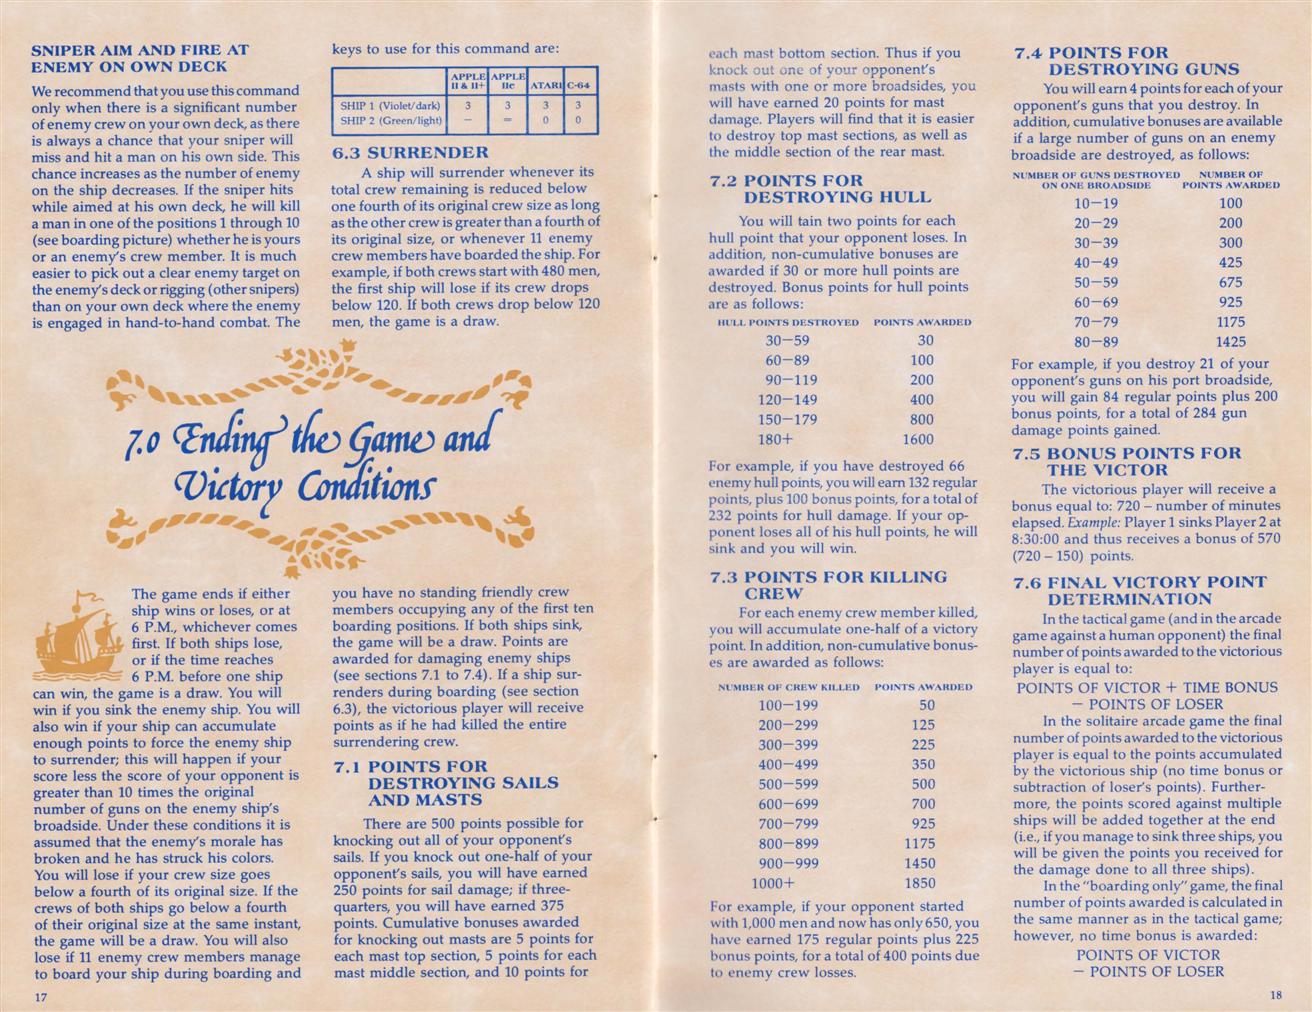 SNIPER AIM AND FIRE AT
ENEMY ON OWN DECK
We recommend that you use this command
only when there is a significant number
of enemy crew on your own deck, as there
is always a chance that your sniper will
miss and hit a man on his own side. This
chance increases as the number of enemy
on the ship decreases. If the sniper hits
while aimed at his own deck, he will kill
a man in one of the positions 1 through 10
(see boarding picture) whether he is yours
or an enemy's crew member. It is much
easier to pick out a clear enemy target on
the enemy's deck or rigging (other snipers)
than on your own deck where the enemy
is engaged in hand-to-hand combat. The
keys to use for this command are:
APPLE II & II+ APPLE IIe ATARI C-64
SHIP 1 (Violet/dark) 3 3 3 3
SHIP 2 (Green/light) − = 0 0
6.3 SURRENDER
A ship will surrender whenever its
total crew remaining is reduced below
one fourth of its original crew size as long
as the other crew is greater than a fourth of
its original size, or whenever 11 enemy
crew members have boarded the ship. For
example, if both crews start with 480 men,
the first ship will lose if its crew drops
below 120. If both crews drop below 120
men, the game is a draw.
7.0 Ending the Game and
Victory Conditions
The game ends if either
ship wins or loses, or at
6 P.M., whichever comes
first. If both ships lose,
or if the time reaches
6 P.M. before one ship
can win, the game is a draw. You will
win if you sink the enemy ship. You will
also win if your ship can accumulate
enough points to force the enemy ship
to surrender; this will happen if your
score less the score of your opponent is
greater than 10 times the original
number of guns on the enemy ship's
broadside. Under these conditions it is
assumed that the enemy's morale has
broken and he has struck his colors.
You will lose if your crew size goes
below a fourth of its original size. If the
crews of both ships go below a fourth
of their original size at the same instant,
the game will be a draw. You will also
lose if 11 enemy crew members manage
to board your ship during boarding and
you have no standing friendly crew
members occupying any of the first ten
boarding positions. If both ships sink,
the game will be a draw. Points are
awarded for damaging enemy ships
(see sections 7.1 to 7.4). If a ship sur-
renders during boarding (see section
6.3), the victorious player will receive
points as if he had killed the entire
surrendering crew.
7.1 POINTS FOR
DESTROYING SAILS
AND MASTS
There are 500 points possible for
knocking out all of your opponent's
sails. If you knock out one-half of your
opponent's sails, you will have earned
250 points for sail damage; if three-
quarters, you will have earned 375
points. Cumulative bonuses awarded
for knocking out masts are 5 points for
each mast top section, 5 points for each
mast middle section, and 10 points for
17
each mast bottom section. Thus if you
knock out one of your opponent's
masts with one or more broadsides, you
will have earned 20 points for mast
damage. Players will find that it is easier
to destroy top mast sections, as well as
the middle section of the rear mast.
7.2 POINTS FOR
DESTROYING HULL
You will tain two points for each
hull point that your opponent loses. In
addition, non-cumulative bonuses are
awarded if 30 or more hull points are
destroyed. Bonus points for hull points
are as follows:
HULL POINTS DESTROYED POINTS AWARDED
30—59 30
60—89 100
90—119 200
120—149 400
150—179 800
180+ 1600
For example, if you have destroyed 66
enemy hull points, you will earn 132 regular
points, plus 100 bonus points, for a total of
232 points for hull damage. If your op-
ponent loses all of his hull points, he will
sink and you will win.
7.3 POINTS FOR KILLING
CREW
For each enemy crew member killed,
you will accumulate one-half of a victory
point. In addition, non-cumulative bonus-
es are awarded as follows:
NUMBER OF CREW KILLED POINTS AWARDED
100—199 50
200—299 125
300—399 225
400—499 350
500—599 500
600—699 700
700—799 925
800—899 1175
900—999 1450
1000+ 1850
For example, if your opponent started
with 1,000 men and now has only 650, you
have earned 175 regular points plus 225
bonus points, for a total of 400 points due
to enemy crew losses.
7.4 POINTS FOR
DESTROYING GUNS
You will earn 4 points for each of your
opponent's guns that you destroy. In
addition, cumulative bonuses are available
if a large number of guns on an enemy
broadside are destroyed, as follows:
NUMBER OF GUNS DESTROYED NUMBER OF
ON ONE BROADSIDE POINTS AWARDED
10—19 100
20—29 200
30—39 300
40—49 425
50—59 675
60—69 925
70—79 1175
80—89 1425
For example, if you destroy 21 of your
opponent's guns on his port broadside,
you will gain 84 regular points plus 200
bonus points, for a total of 284 gun
damage points gained.
7.5 BONUS POINTS FOR
THE VICTOR
The victorious player will receive a
bonus equal to: 720 – number of minutes
elapsed. Example: Player 1 sinks Player 2 at
8:30:00 and thus receives a bonus of 570
(720 – 150) points.
7.6 FINAL VICTORY POINT
DETERMINATION
In the tactical game (and in the arcade
game against a human opponent) the final
number of points awarded to the victorious
player is equal to:
POINTS OF VICTOR + TIME BONUS
− POINTS OF LOSER
In the solitaire arcade game the final
number of points awarded to the victorious
player is equal to the points accumulated
by the victorious ship (no time bonus or
subtraction of loser's points). Further-
more, the points scored against multiple
ships will be added together at the end
(i.e., if you manage to sink three ships, you
will be given the points you received for
the damage done to all three ships).
In the "boarding only" game, the final
number of points awarded is calculated in
the same manner as in the tactical game;
however, no time bonus is awarded:
POINTS OF VICTOR
− POINTS OF LOSER
18